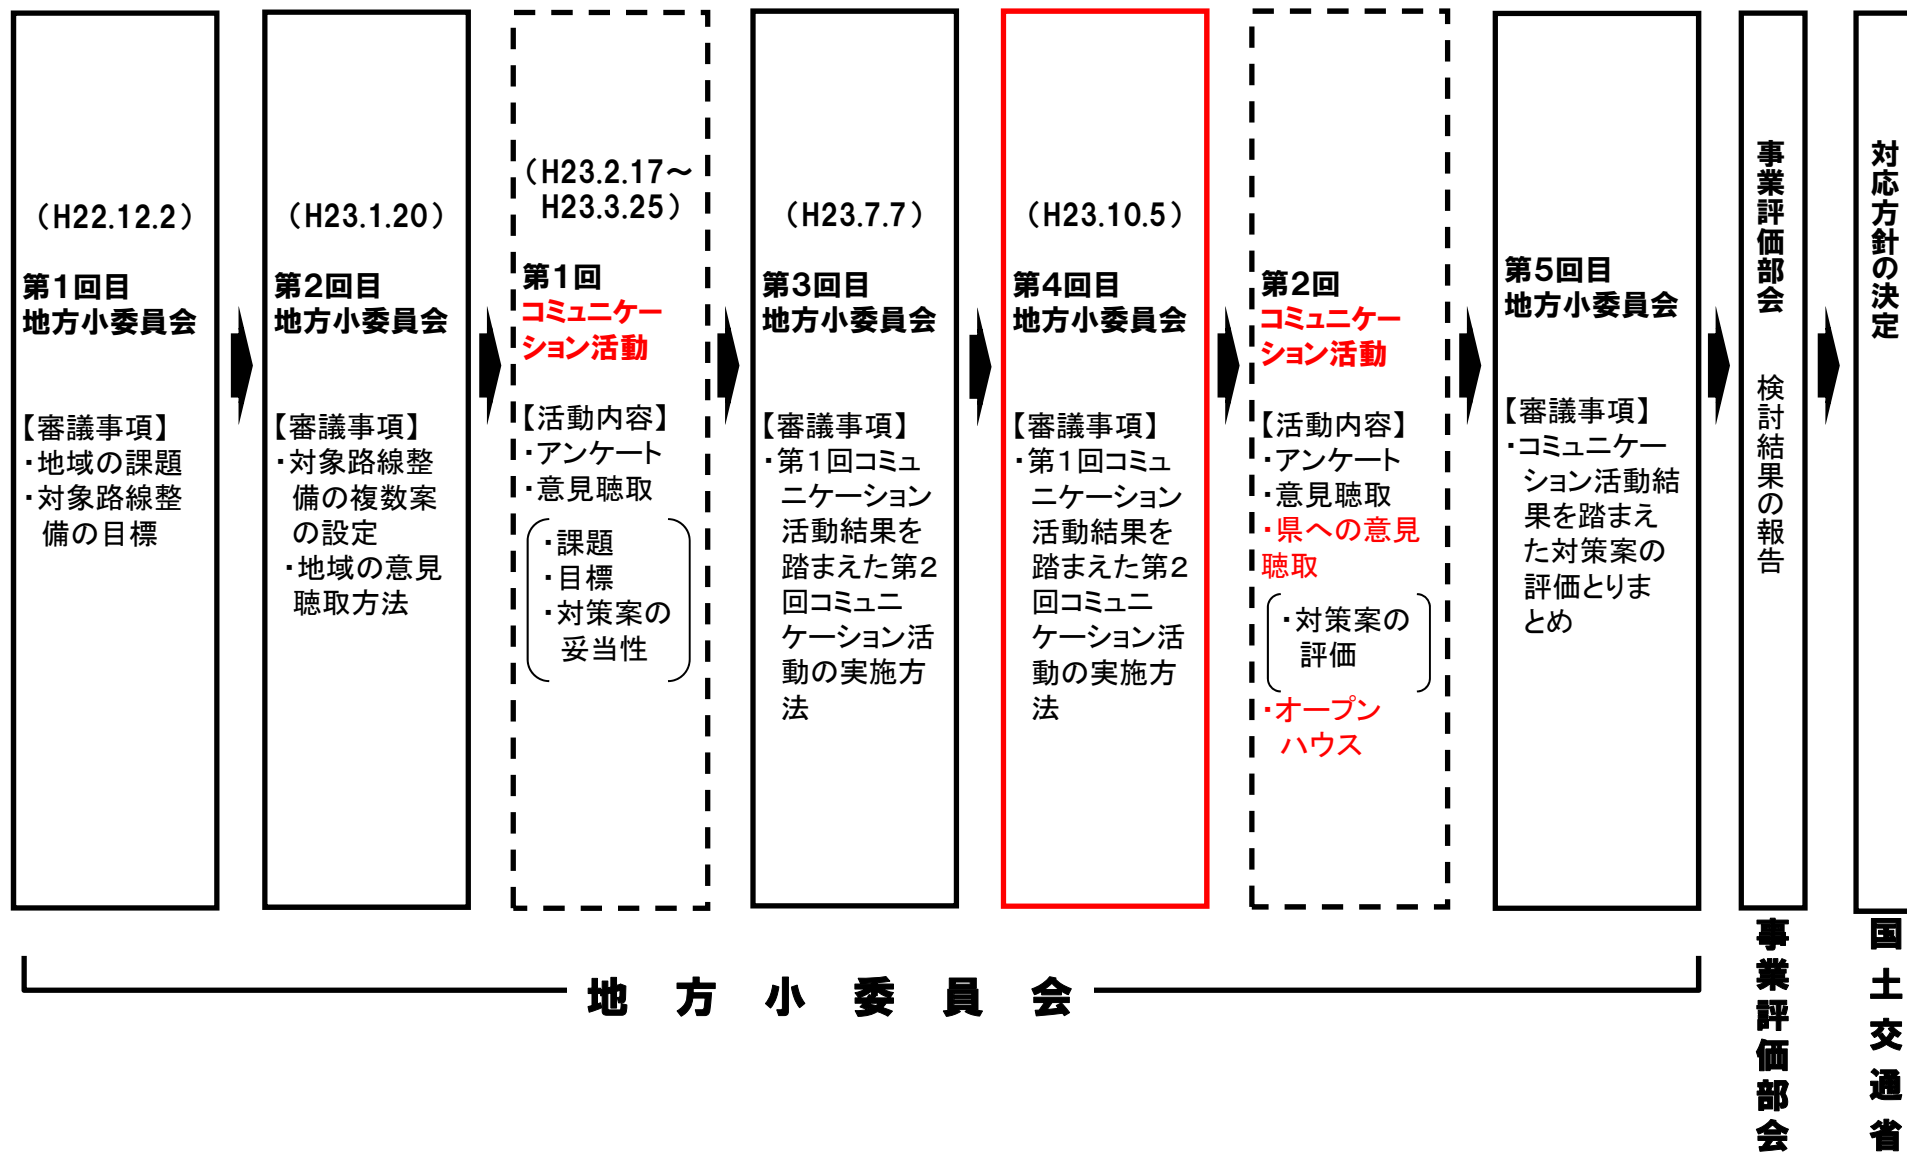 （H22.12.2）
第1回目
地方小委員会
【審議事項】
・地域の課題
・対象路線整
備の目標
（H23.1.20）
第2回目
地方小委員会
【審議事項】
・対象路線整
備の複数案
の設定
・地域の意見
聴取方法
（H23.2.17～
H23.3.25）
第1回
コミュニケー
ション活動
【活動内容】
・アンケート
・意見聴取
・課題
・目標
・対策案の
妥当性
（H23.7.7）
第3回目
地方小委員会
【審議事項】
・第1回コミュ
ニケーション
活動結果を
踏まえた第2
回コミュニ
ケーション活
動の実施方
法
（H23.10.5）
第4回目
地方小委員会
【審議事項】
・第1回コミュ
ニケーション
活動結果を
踏まえた第2
回コミュニ
ケーション活
動の実施方
法
第2回
コミュニケー
ション活動
【活動内容】
・アンケート
・意見聴取
・県への意見
聴取
・対策案の
評価
・オープン
ハウス
第5回目
地方小委員会
【審議事項】
・コミュニケー
ション活動結
果を踏まえ
た対策案の
評価とりま
とめ
事業評価部会　検討結果の報告
対応方針の決定
地方小委員会
事業評価部会
国土交通省